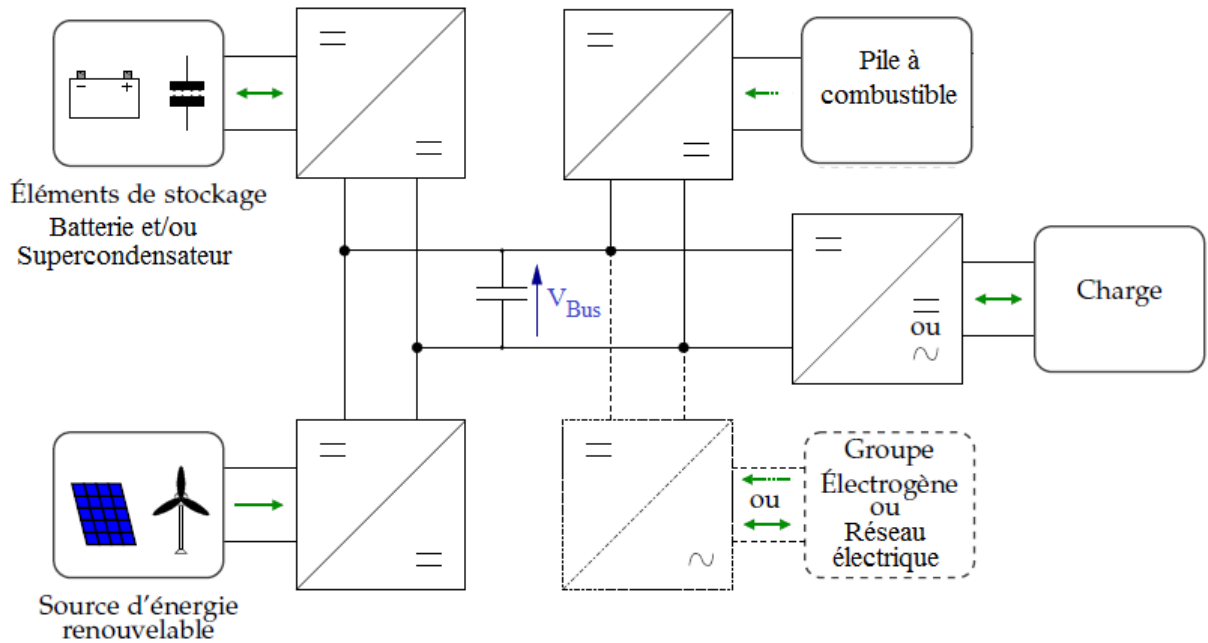 Pile à
combustible
Éléments de stockage
Batterie et/ou
Supercondensateur
V_Bus
ou
Charge
Groupe
Électrogène
ou
Réseau
électrique
ou
Source d'énergie
renouvelable